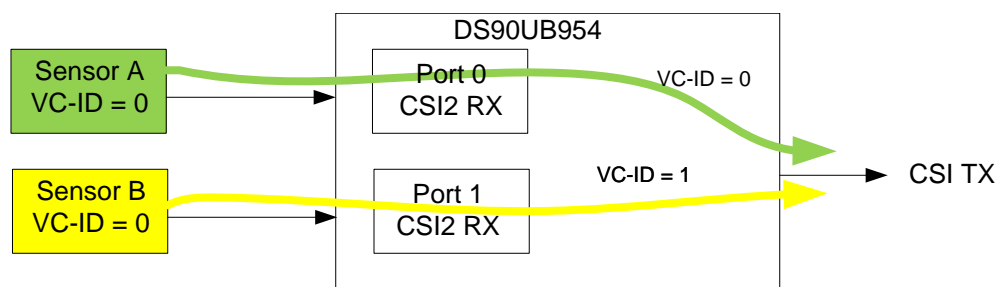 DS90UB954
Sensor A
VC-ID = 0
Port 0
CSI2 RX
VC-ID = 0
Sensor B
VC-ID = 0
Port 1
CSI2 RX
VC-ID = 1
CSI TX